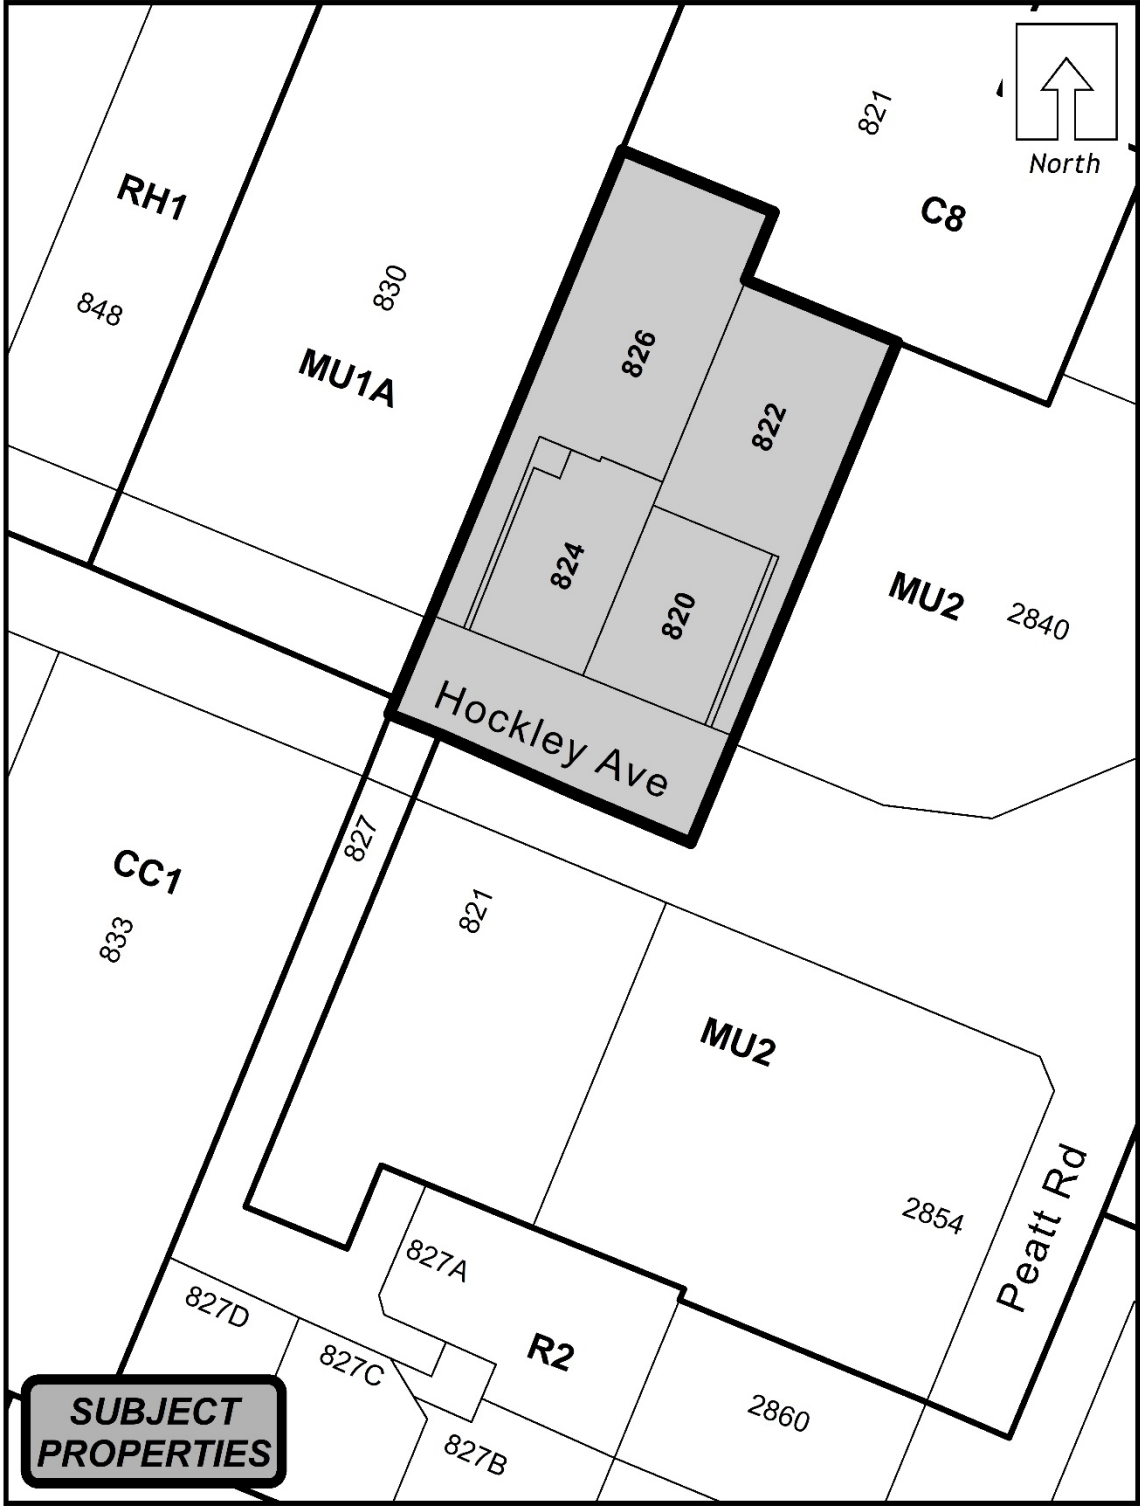 821
North
RH1
C8
848
830
826
MU1A
822
824
820
MU2
2840
Hockley Ave
827
CC1
833
821
MU2
2854
Peatt Rd
827A
827D
R2
827C
2860
827B
SUBJECT
PROPERTIES